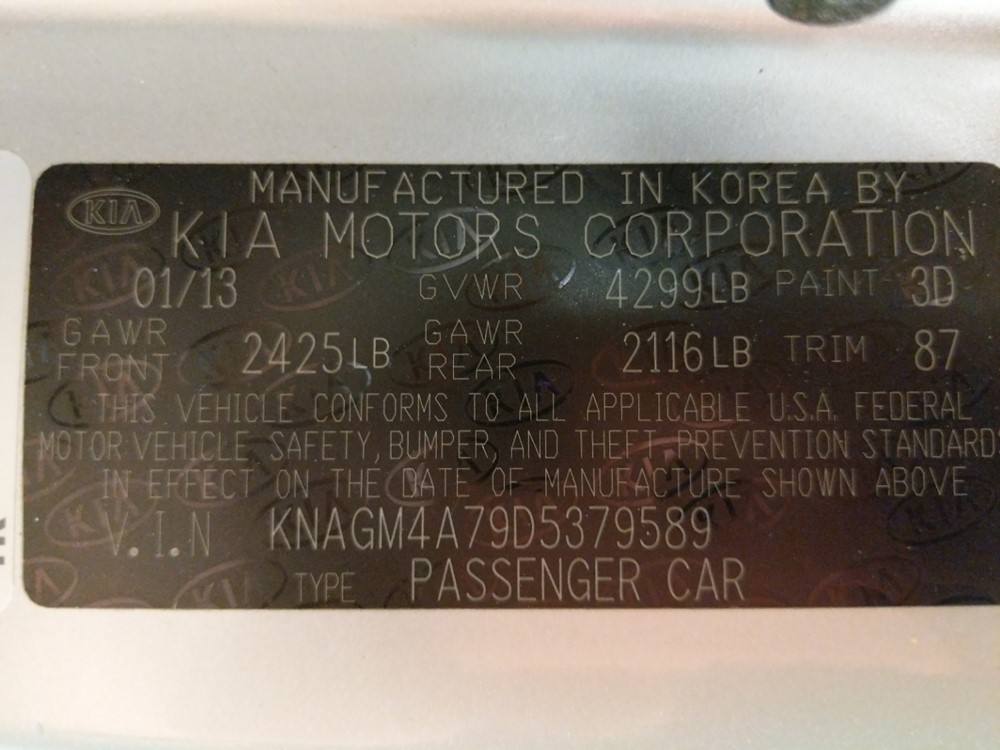 KIA MANUFACTURED IN KOREA BY
KIA MOTORS CORPORATION
01/13 GVWR 4299LB PAINT 3D
GAWR FRONT 2425LB GAWR REAR 2116LB TRIM 87
THIS VEHICLE CONFORMS TO ALL APPLICABLE U.S.A. FEDERAL
MOTOR VEHICLE SAFETY, BUMPER, AND THEFT PREVENTION STANDARDS
IN EFFECT ON THE DATE OF MANUFACTURE SHOWN ABOVE
V.I.N KNAGM4A79D5379589
TYPE PASSENGER CAR